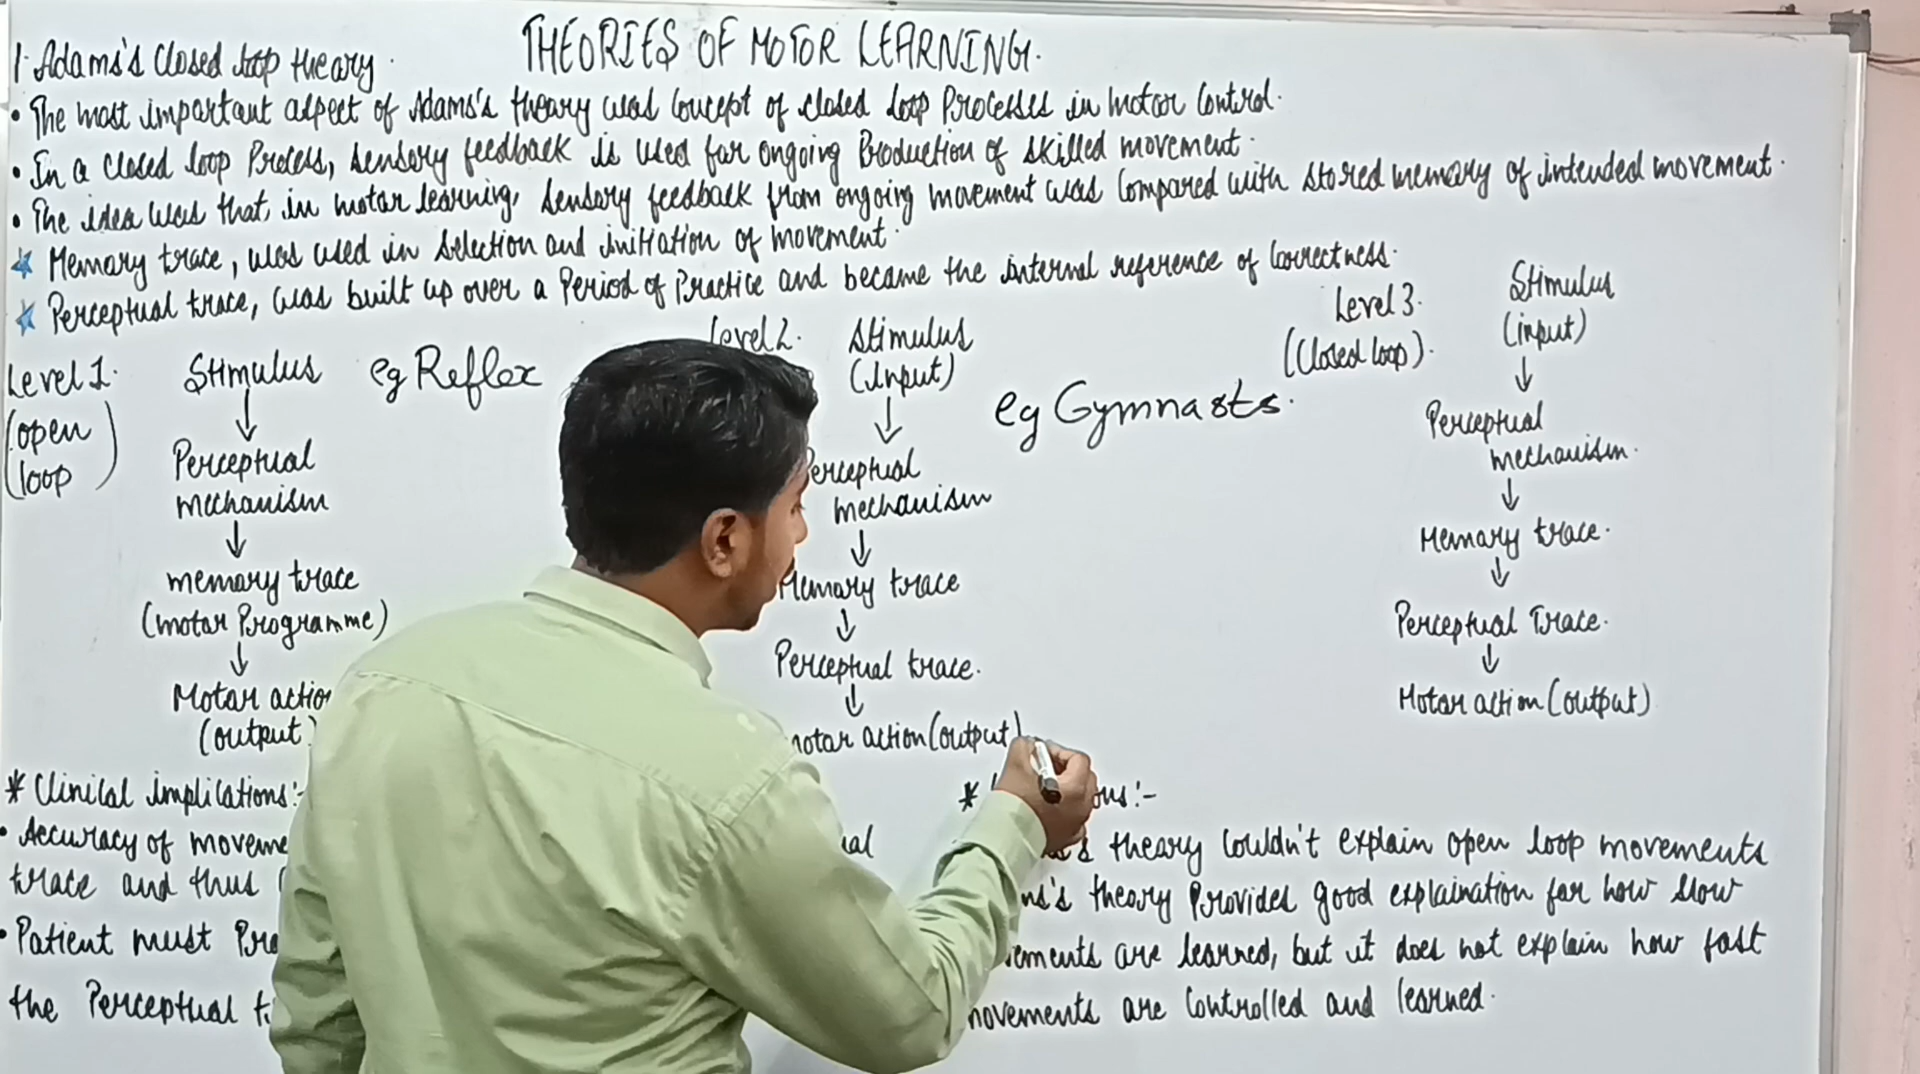 THEORIES OF MOTOR LEARNING.
1. Adams's Closed loop theory.
• The most important aspect of Adams's theory was concept of closed loop Processes in motor Control.
• In a closed loop Process, sensory feedback is used for ongoing Production of skilled movement.
• The idea was that, in motor learning, sensory feedback from ongoing movement was Compared with stored memory of intended movement.
★ Memory trace, was used in selection and initiation of movement.
★ Perceptual trace, was built up over a Period of Practice and became the internal reference of correctness.
Level 1.
(open
loop)
Stimulus
↓
Perceptual
mechanism
↓
memory trace
(motor Programme)
↓
Motor action
(output)
eg Reflex
Level 2.
Stimulus
(Input)
↓
Perceptual
mechanism
↓
Memory trace
↓
Perceptual trace.
↓
motor action (output)
eg Gymnasts.
Level 3.
(Closed loop).
Stimulus
(input)
↓
Perceptual
mechanism.
↓
Memory trace.
↓
Perceptual Trace.
↓
Motor action (output)
* Clinical implications:-
• Accuracy of
trace and thus
• Patient must
the Perceptual
*
theory couldn't explain open loop movements
theory Provides good explaination for how slow
movements are learned, but it does not explain how fast
movements are controlled and learned.